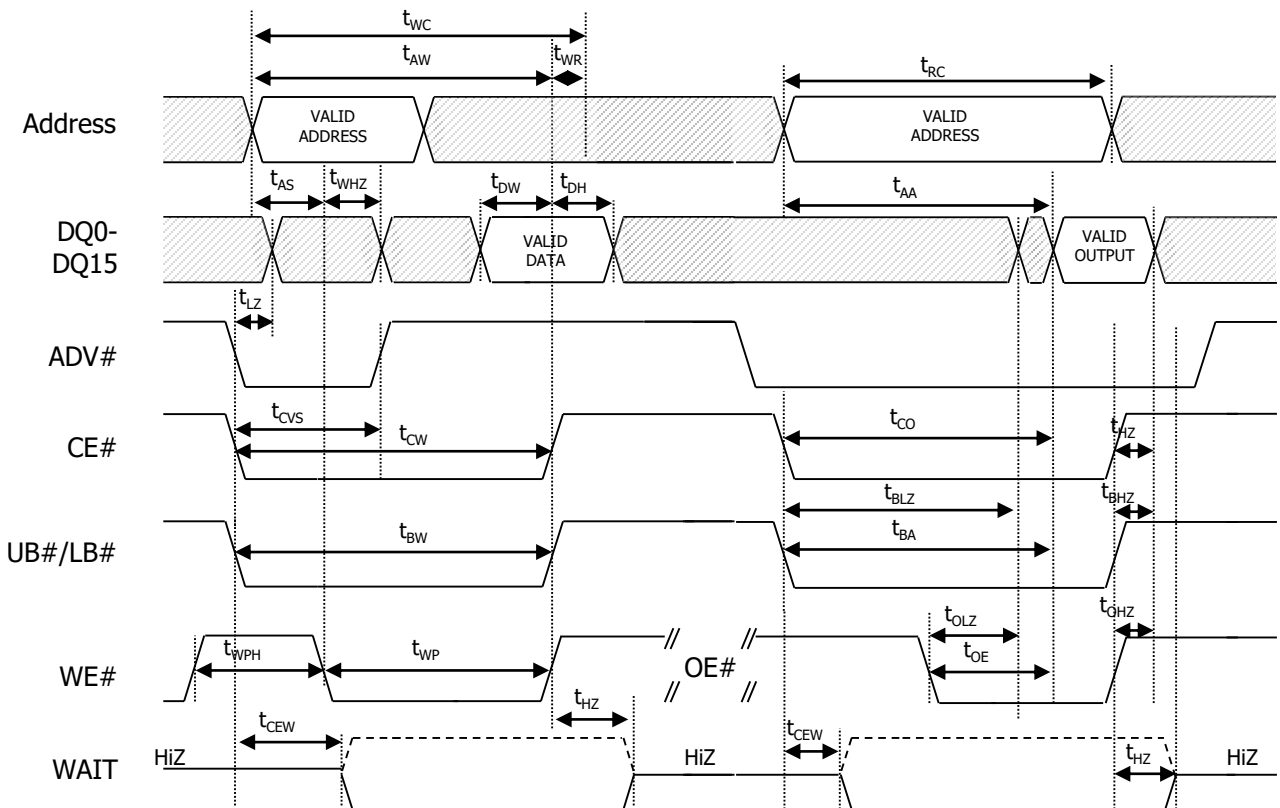 tWC
tAW
tWR
tRC
Address
VALID
ADDRESS
VALID
ADDRESS
tAS
tWHZ
tDW
tDH
tAA
DQ0-
DQ15
VALID
DATA
VALID
OUTPUT
tLZ
ADV#
tCVS
tCW
tCO
tHZ
CE#
tBLZ
tBHZ
UB#/LB#
tBW
tBA
tOLZ
tOHZ
tWPH
tWP
tOE
WE#
//
//
OE#
//
//
tCEW
tHZ
tCEW
tHZ
WAIT
HiZ
HiZ
HiZ